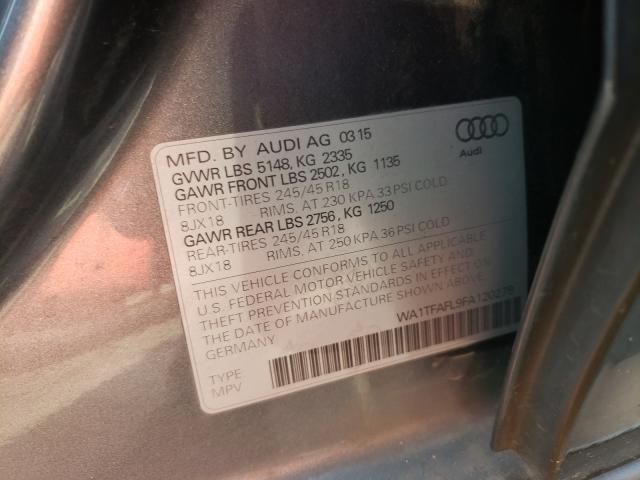 MFD. BY AUDI AG 03 15
GVWR LBS 5148, KG 2335
GAWR FRONT LBS 2502, KG 1135
FRONT-TIRES 245/45 R18
8JX18 RIMS, AT 230 KPA 33 PSI COLD
GAWR REAR LBS 2756, KG 1250
REAR-TIRES 245/45 R18
8JX18 RIMS, AT 250 KPA 36 PSI COLD
Audi
THIS VEHICLE CONFORMS TO ALL APPLICABLE
U.S. FEDERAL MOTOR VEHICLE SAFETY AND
THEFT PREVENTION STANDARDS IN EFFECT ON
THE DATE OF MANUFACTURE SHOWN ABOVE.
GERMANY
WA1TFAFL9FA120279
TYPE
MPV